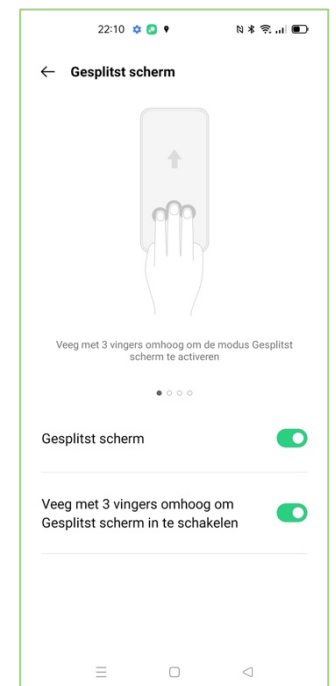 22:10
Gesplitst scherm
Veeg met 3 vingers omhoog om de modus Gesplitst
scherm te activeren
Gesplitst scherm
Veeg met 3 vingers omhoog om
Gesplitst scherm in te schakelen